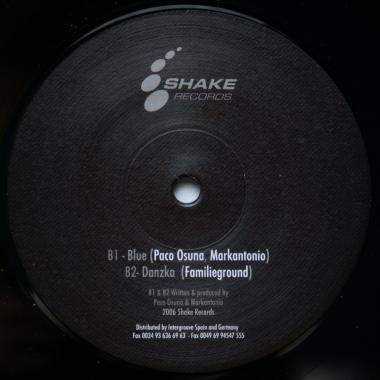 SHAKE
RECORDS
B1 - Blue (Paco Osuna, Markantonio)
B2- Danzka (Familieground)
B1 & B2 Written & produced by
Paco Osuna & Markantonio
2006 Shake Records
Distributed by Intergroove Spain and Germany
Fax 0034 93 636 69 63 - Fax 0049 69 94547 555